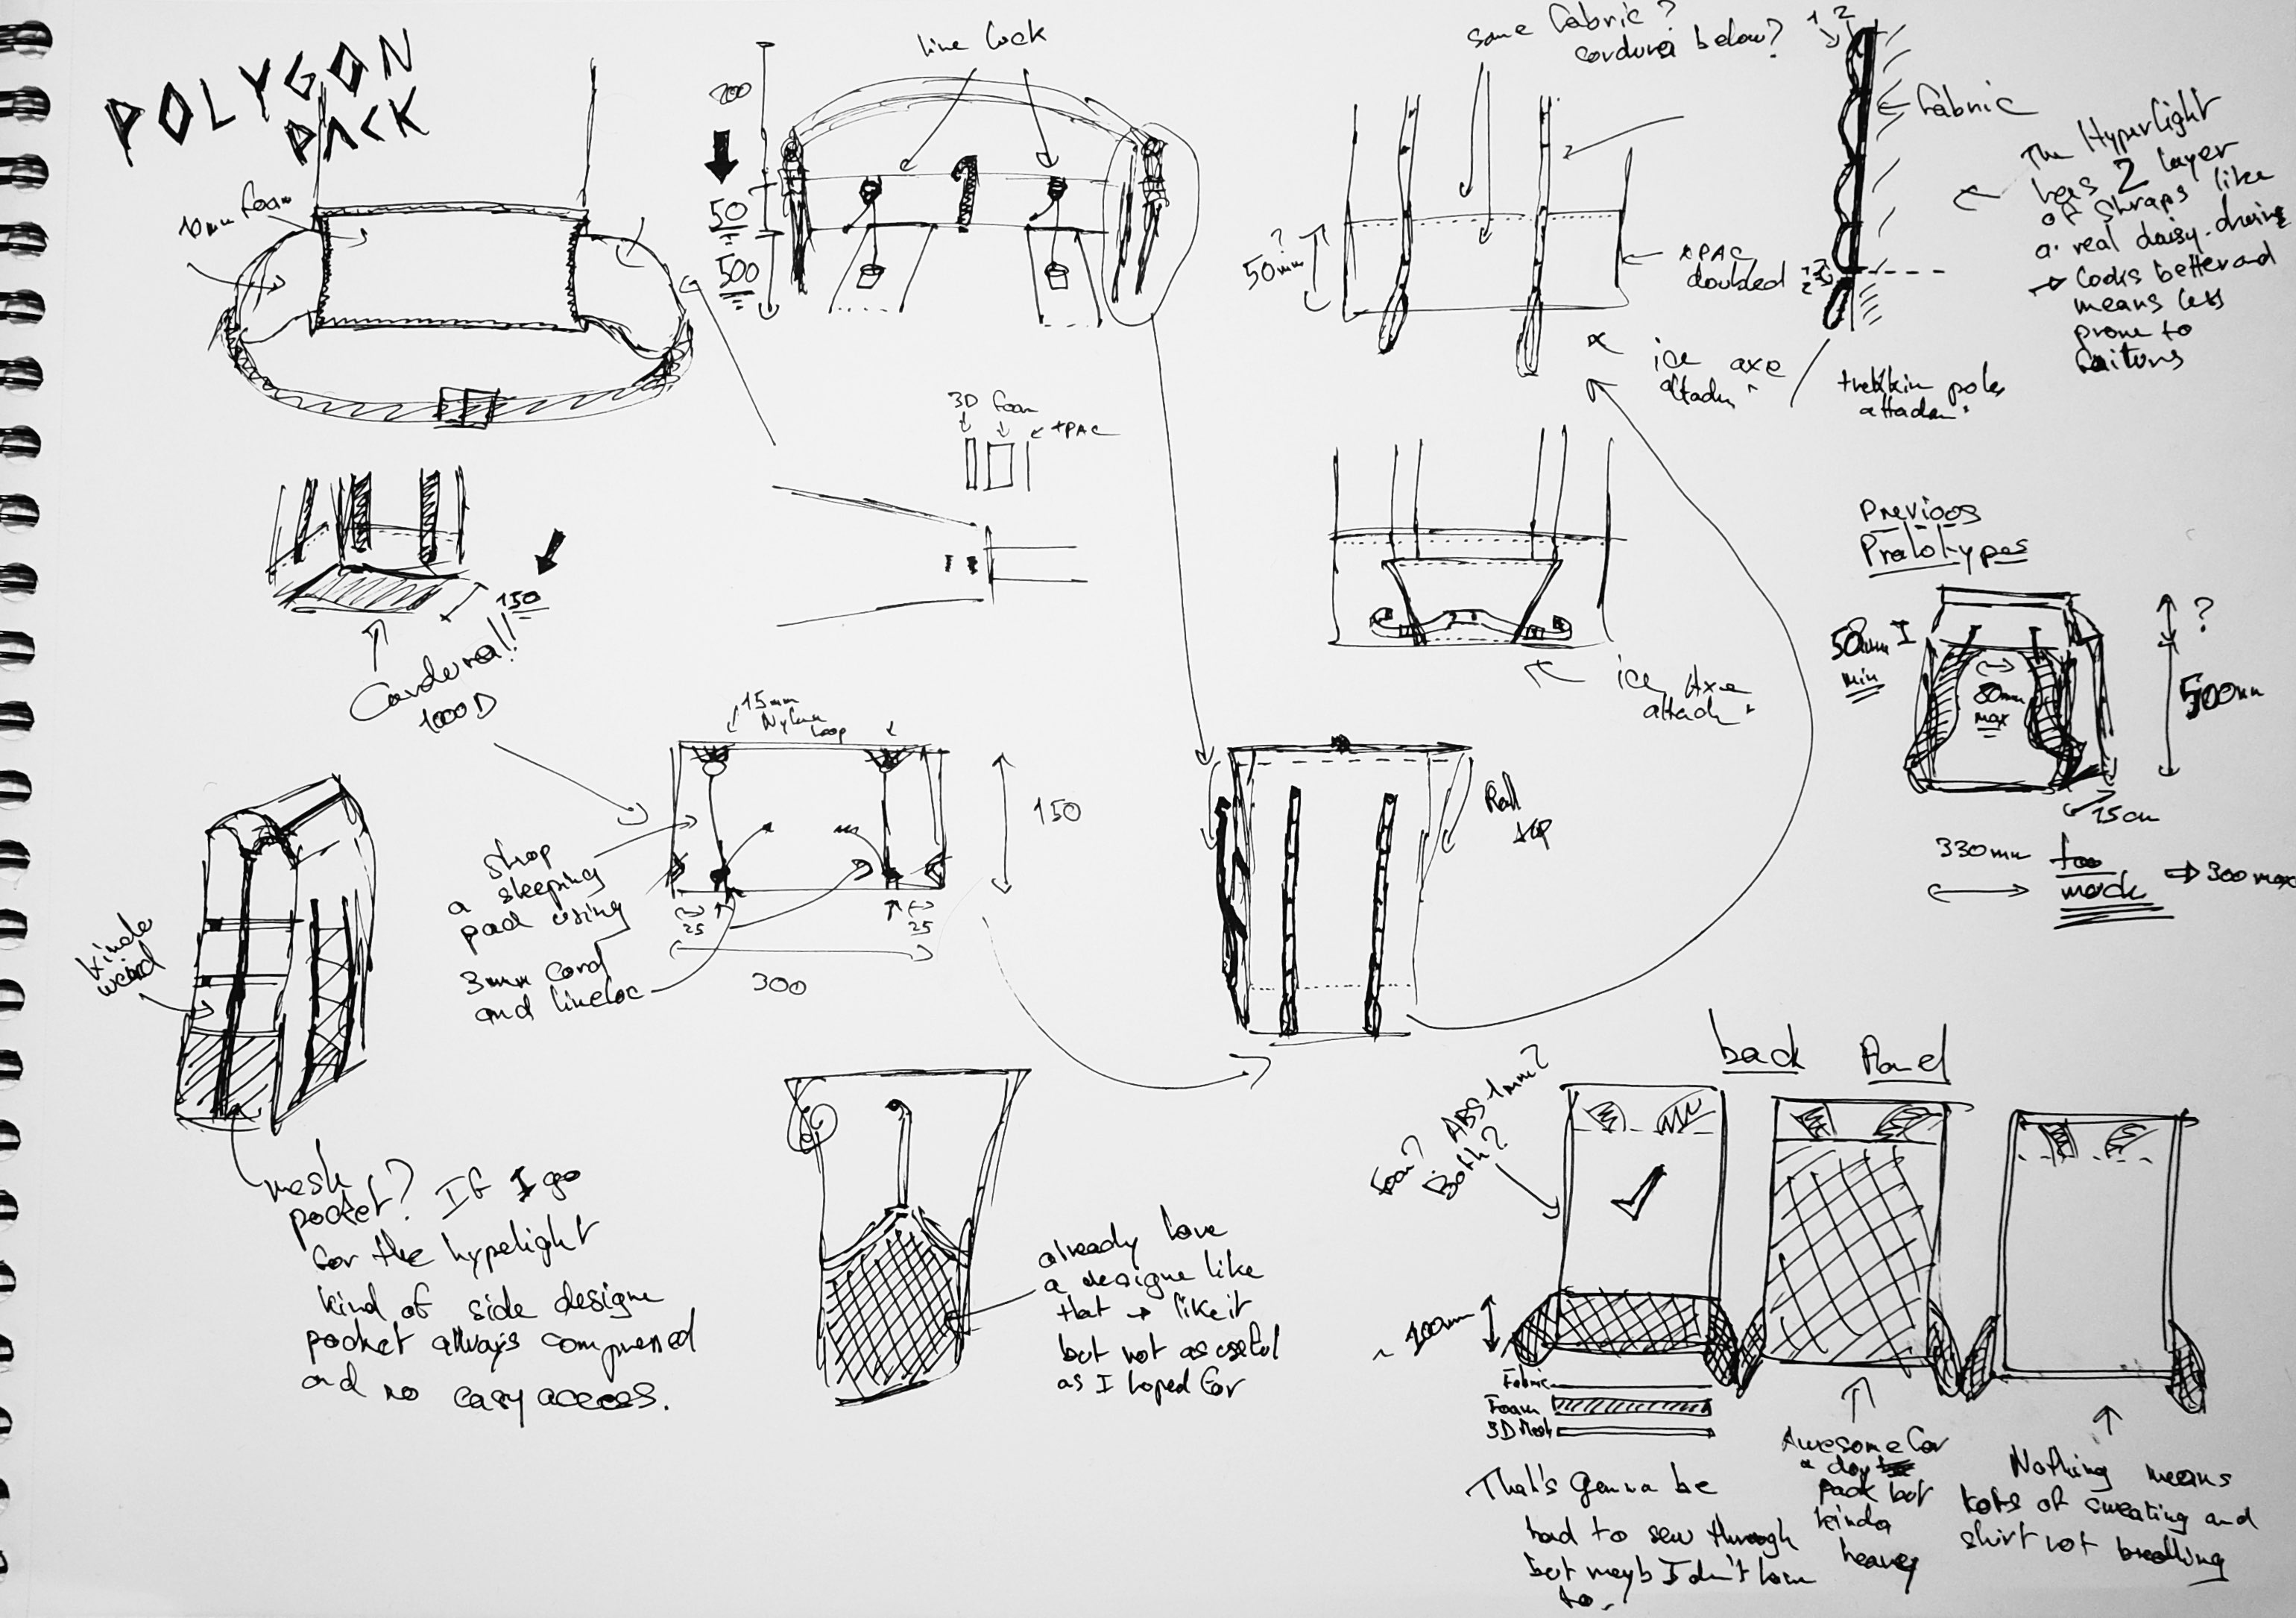 POLYGON
PACK
10mm foam
200
50
500
line lock
same fabric?
cordura below?
1 2
fabric
The Hyperlight
has 2 layer
of straps like
a real daisy-chain
→ looks better and
means less
prone to
50mm
?
xPAC
doubled
ice axe
attach"
trekkin poles
attach"
3D foam xPAC
150
Cordura!!
1000D
ice Axe
attach"
Previous
Prototypes
50mm
min
80mm
max
?
500mm
15cm
330mm too
much ⇒ 300 max
15mm
Nylon
loop
150
strap
a sleeping
pad using
3mm cord
and lineloc
25
25
300
Roll
top
kinda
weird
mesh
pocket? If I go
for the hypelight
kind of side designe
pocket always compressed
and no easy access.
already love
a designe like
that → like it
but not as useful
as I hoped for
back Panel
foam? ABS 1mm?
Both?
~ 100mm
Fabric
Foam
3D Mesh
That's gonna be
hard to sew through
but mayb I don't have
to.
Awesome for
a day
pack but
kinda
heavy
Nothing means
lots of sweating and
shirt not breathing